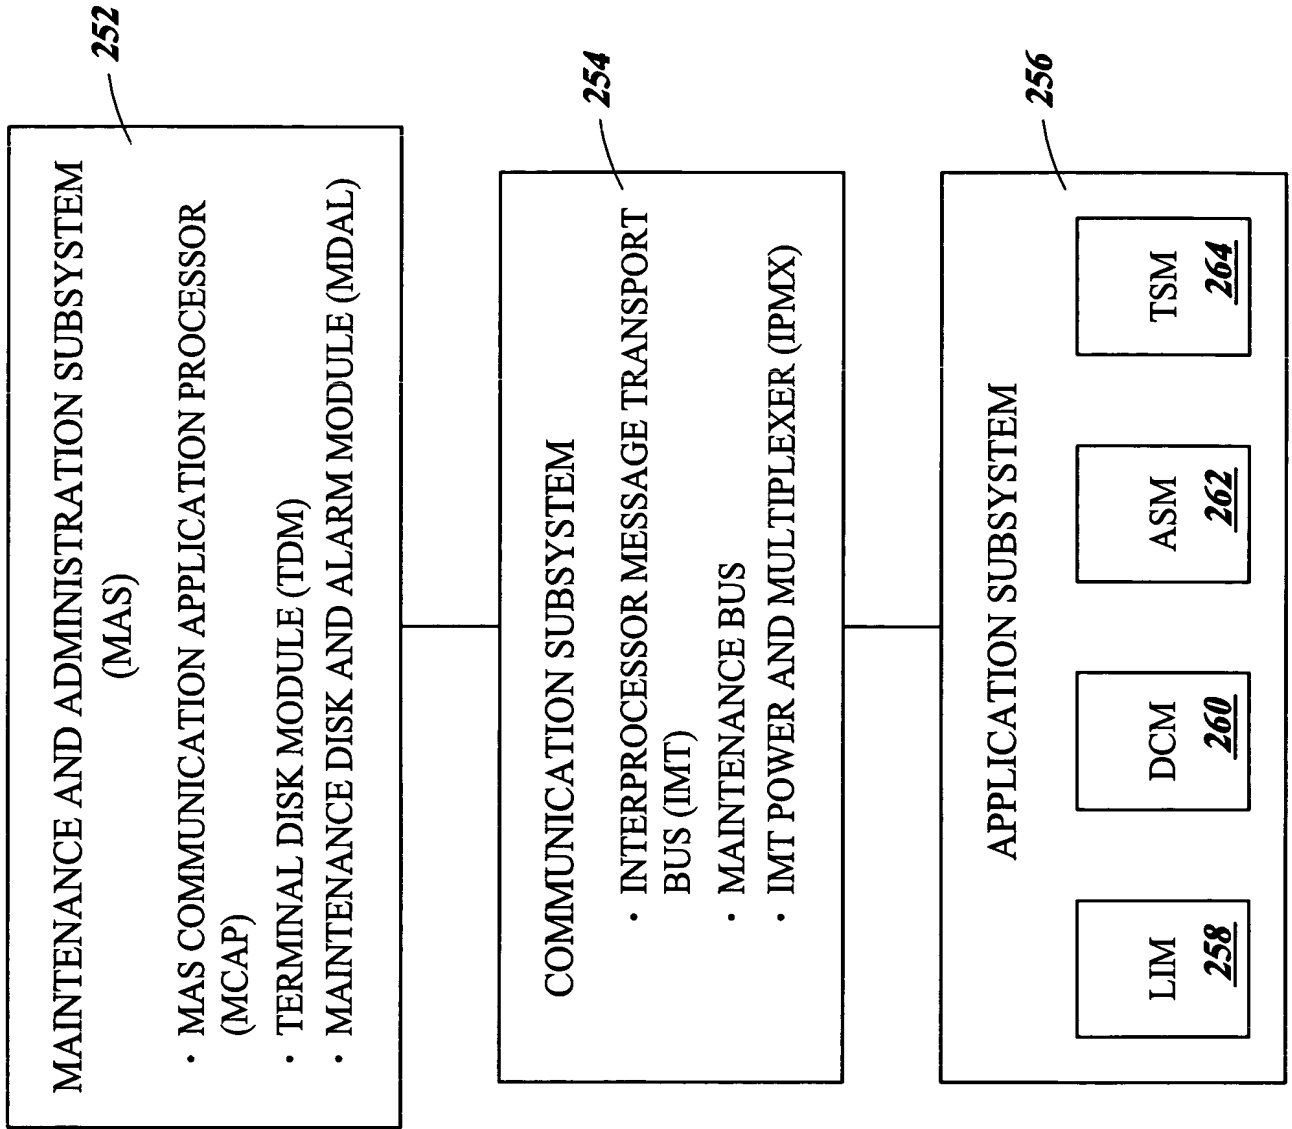 252
MAINTENANCE AND ADMINISTRATION SUBSYSTEM
(MAS)
· MAS COMMUNICATION APPLICATION PROCESSOR
(MCAP)
· TERMINAL DISK MODULE (TDM)
· MAINTENANCE DISK AND ALARM MODULE (MDAL)
254
COMMUNICATION SUBSYSTEM
· INTERPROCESSOR MESSAGE TRANSPORT
BUS (IMT)
· MAINTENANCE BUS
· IMT POWER AND MULTIPLEXER (IPMX)
256
APPLICATION SUBSYSTEM
LIM
258
DCM
260
ASM
262
TSM
264